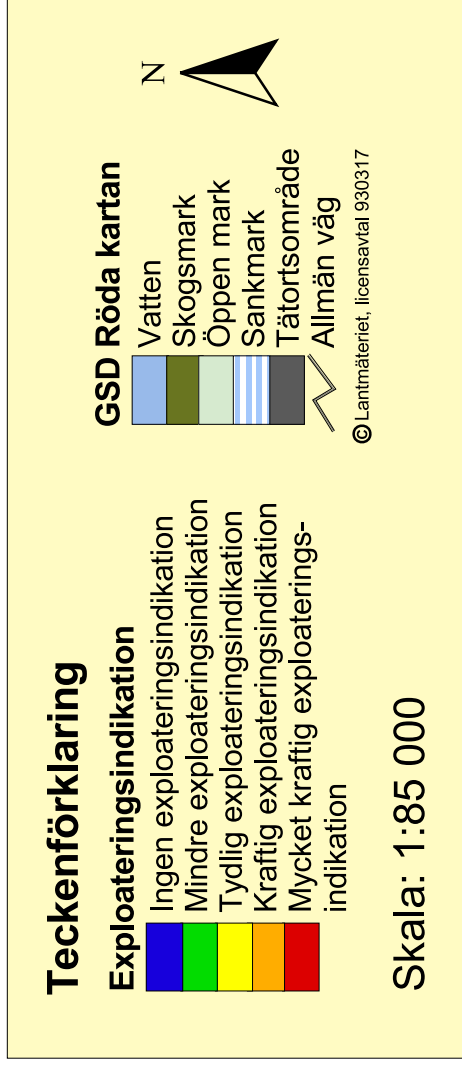 Teckenförklaring
Exploateringsindikation
Ingen exploateringsindikation
Mindre exploateringsindikation
Tydlig exploateringsindikation
Kraftig exploateringsindikation
Mycket kraftig exploaterings-
indikation
Skala: 1:85 000
GSD Röda kartan
Vatten
Skogsmark
Öppen mark
Sankmark
Tätortsområde
Allmän väg
© Lantmäteriet, licensavtal 930317
N